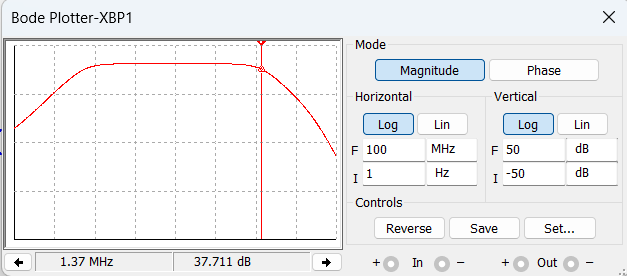 Bode Plotter-XBP1
Mode
Magnitude Phase
Horizontal Vertical
Log Lin Log Lin
F 100 MHz F 50 dB
I 1 Hz I -50 dB
Controls
Reverse Save Set...
1.37 MHz 37.711 dB
+ In − + Out −